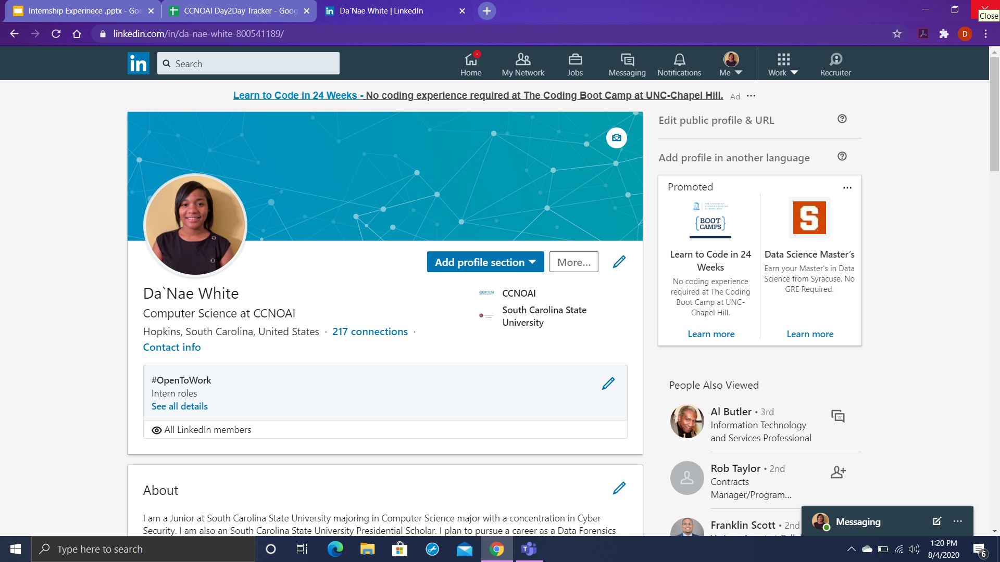 Internship Experinece .pptx - Goo
CCNOAI Day2Day Tracker - Goog
Da`Nae White | LinkedIn
Close
linkedin.com/in/da-nae-white-800541189/
D
in
Search
Home
My Network
Jobs
Messaging
Notifications
Me
Work
Recruiter
Learn to Code in 24 Weeks - No coding experience required at The Coding Boot Camp at UNC-Chapel Hill. Ad ...
Add profile section
More...
Da`Nae White
Computer Science at CCNOAI
Hopkins, South Carolina, United States · 217 connections ·
Contact info
CCNOAI
South Carolina State
University
#OpenToWork
Intern roles
See all details
All LinkedIn members
About
I am a Junior at South Carolina State University majoring in Computer Science major with a concentration in Cyber
Security. I am also an South Carolina State University Presidential Scholar. I plan to pursue a career as a Data Forensics
Edit public profile & URL
Add profile in another language
Promoted
{BOOT
CAMPS}
Learn to Code in 24
Weeks
No coding experience
required at The Coding
Boot Camp at UNC-
Chapel Hill.
Learn more
S
Data Science Master's
Earn your Master's in Data
Science from Syracuse. No
GRE Required.
Learn more
People Also Viewed
Al Butler • 3rd
Information Technology
and Services Professional
Rob Taylor • 2nd
Contracts
Manager/Program...
Franklin Scott • 2nd
Messaging
Type here to search
1:20 PM
8/4/2020
6